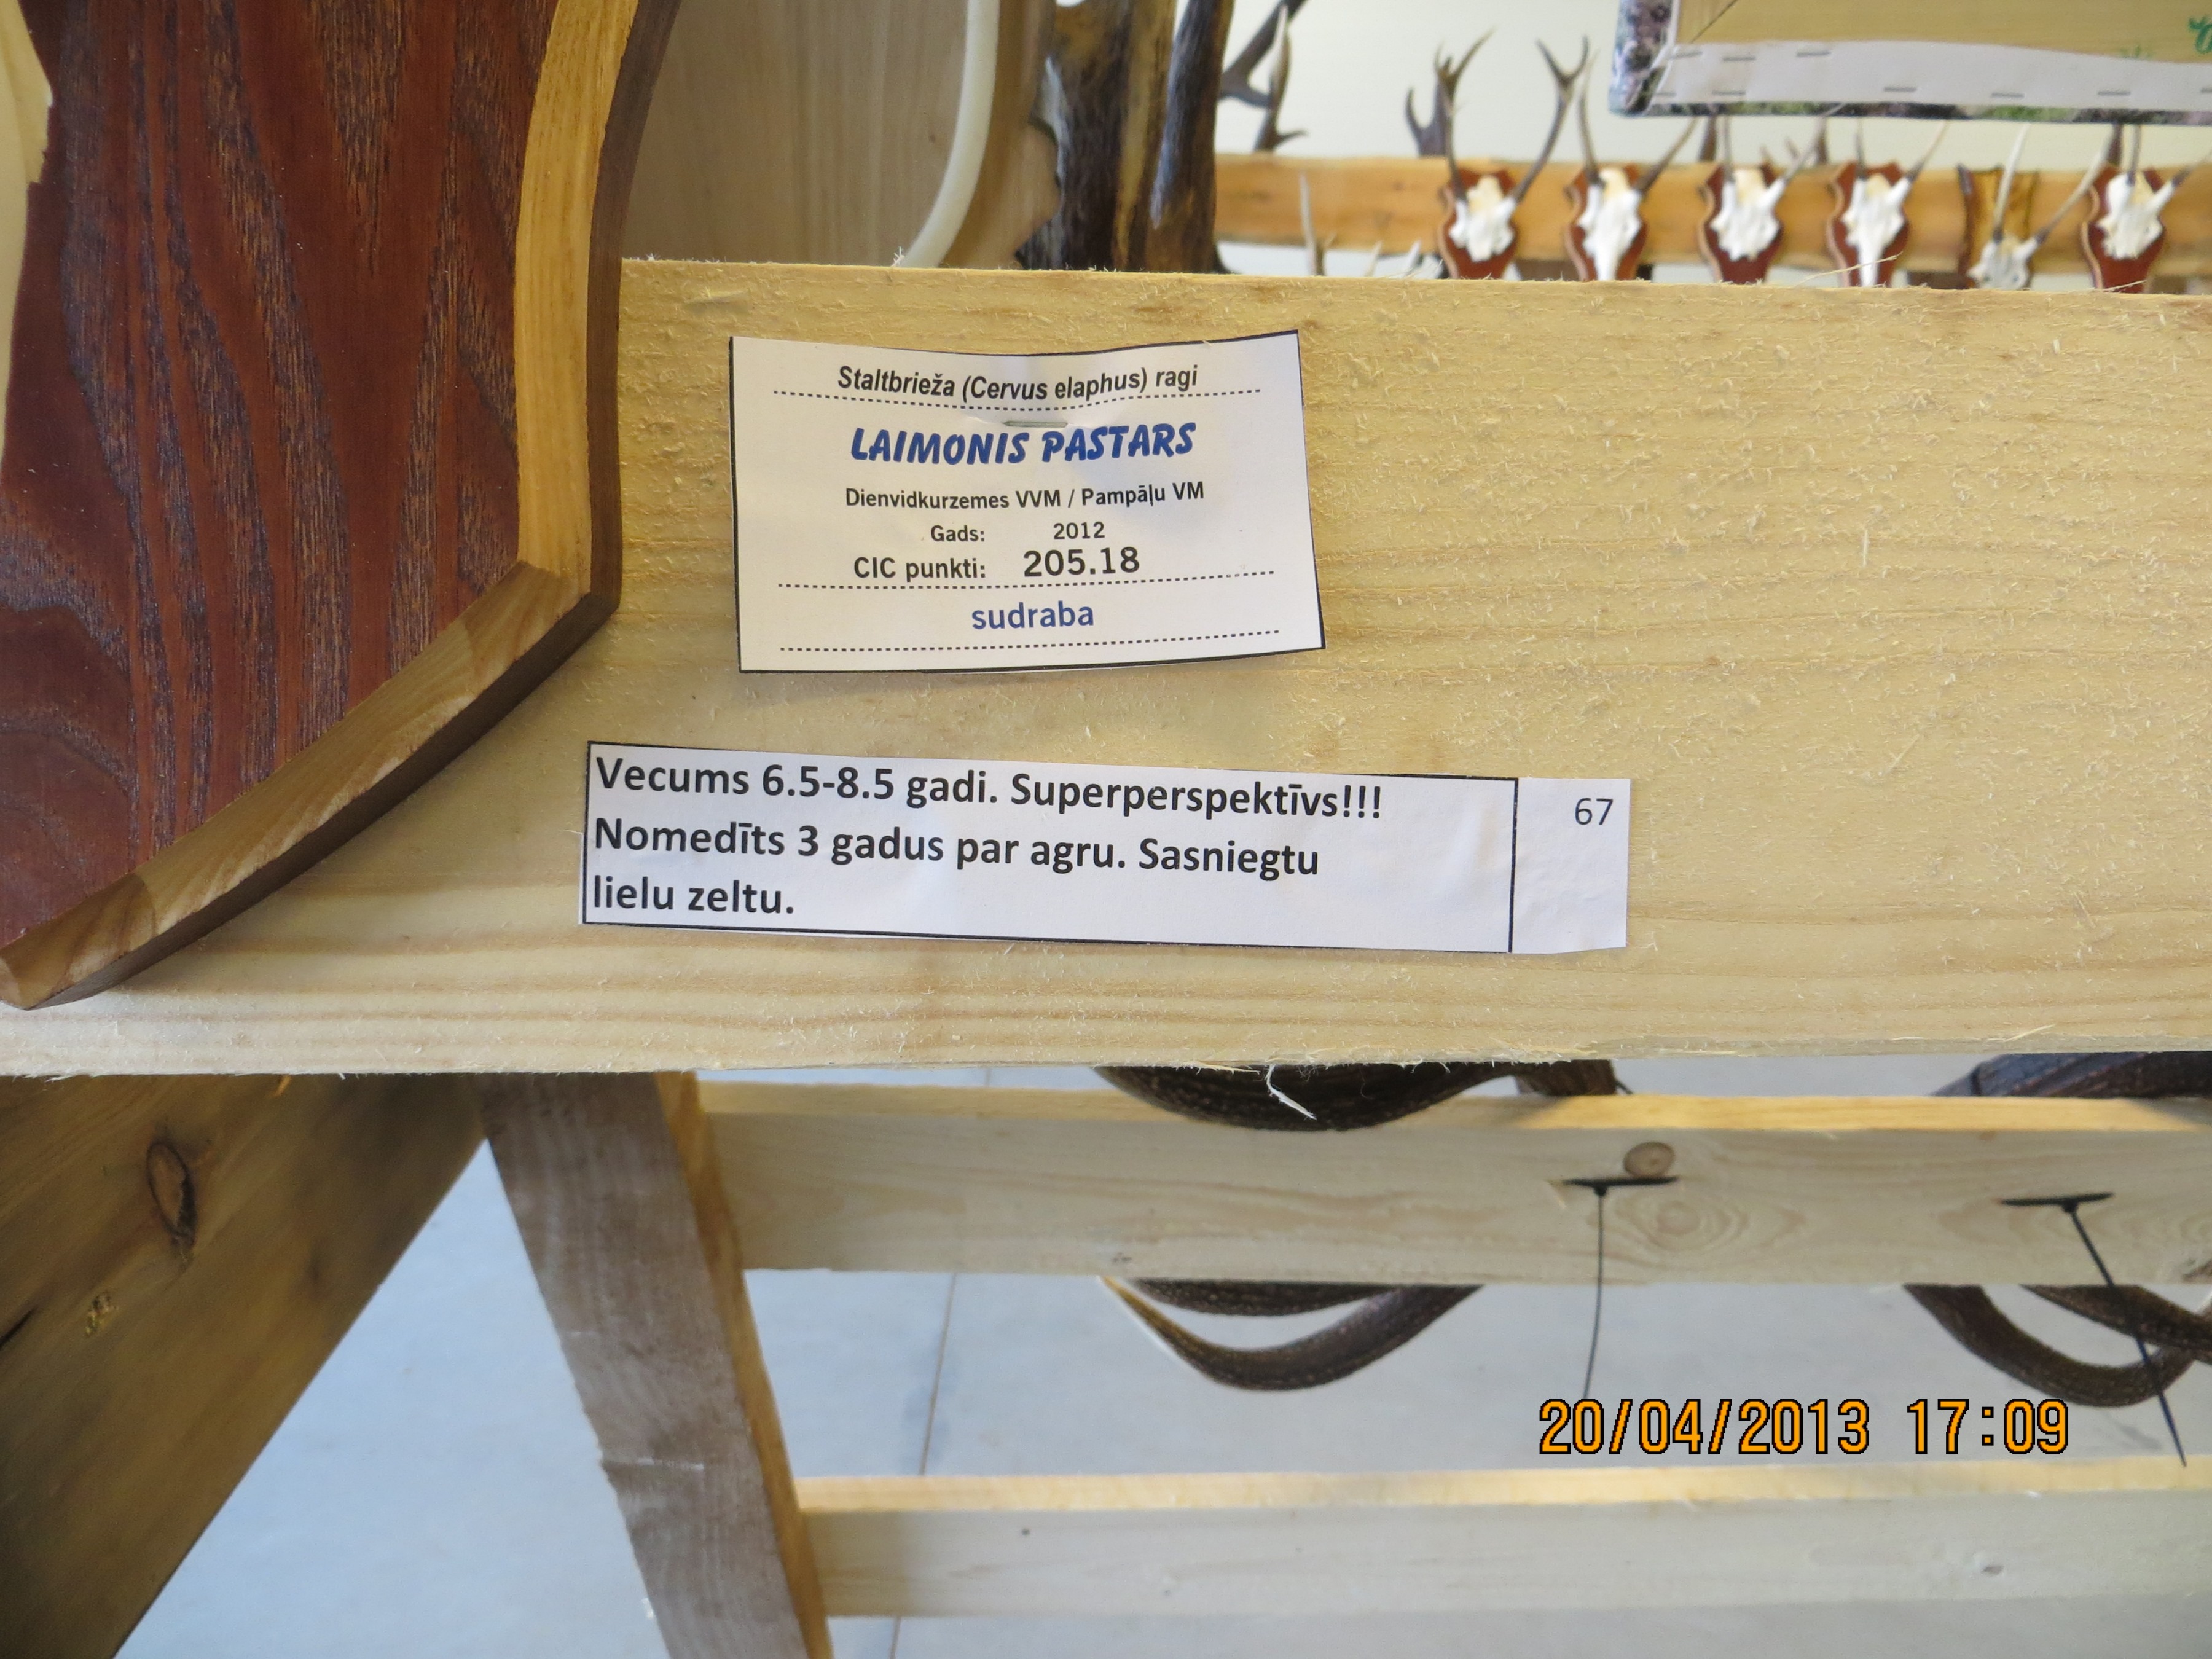 Staltbrieža (Cervus elaphus) ragi
LAIMONIS PASTARS
Dienvidkurzemes VVM / Pampāļu VM
Gads: 2012
CIC punkti: 205.18
sudraba
Vecums 6.5-8.5 gadi. Superperspektīvs!!!
Nomedīts 3 gadus par agru. Sasniegtu
lielu zeltu.
67
20/04/2013 17:09